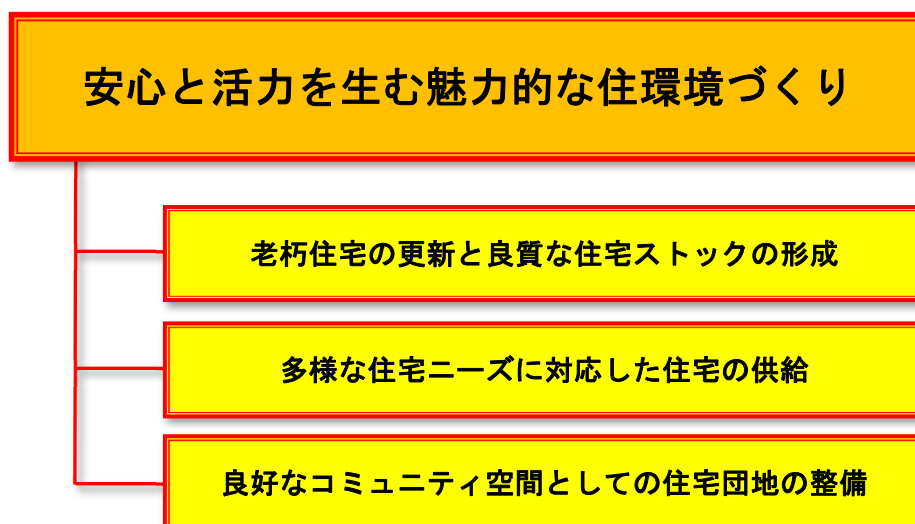 安心と活力を生む魅力的な住環境づくり
老朽住宅の更新と良質な住宅ストックの形成
多様な住宅ニーズに対応した住宅の供給
良好なコミュニティ空間としての住宅団地の整備